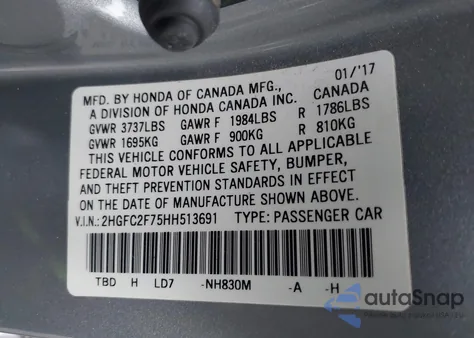 MFD. BY HONDA OF CANADA MFG., 01/'17
A DIVISION OF HONDA CANADA INC. CANADA
GVWR 3737LBS GAWR F 1984LBS R 1786LBS
GVWR 1695KG GAWR F 900KG R 810KG
THIS VEHICLE CONFORMS TO ALL APPLICABLE
FEDERAL MOTOR VEHICLE SAFETY, BUMPER,
AND THEFT PREVENTION STANDARDS IN EFFECT
ON THE DATE OF MANUFACTURE SHOWN ABOVE.
V.I.N.: 2HGFC2F75HH513691 TYPE: PASSENGER CAR
TBD H LD7 -NH830M -A -H
autoSnap